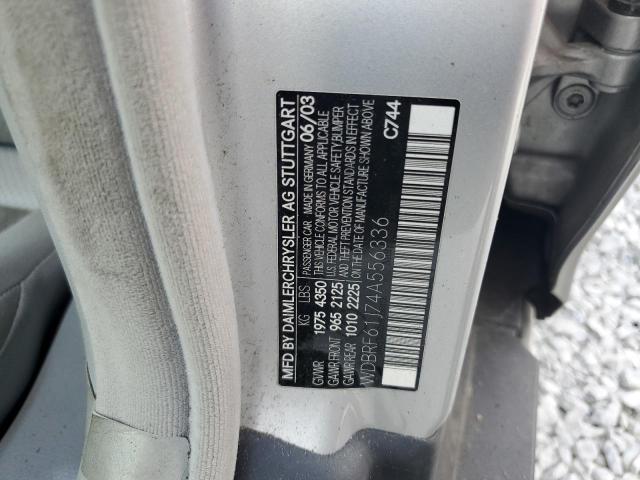 MFD BY DAIMLERCHRYSLER AG STUTTGART
KG LBS PASSENGER CAR MADE IN GERMANY 06/03
GVWR 1975 4350 THIS VEHICLE CONFORMS TO ALL APPLICABLE
GAWR FRONT 965 2125 U.S. FEDERAL MOTOR VEHICLE SAFETY, BUMPER
GAWR REAR 1010 2225 AND THEFT PREVENTION STANDARDS IN EFFECT
ON THE DATE OF MANUFACTURE SHOWN ABOVE
WDBRF61J74A556336 C744